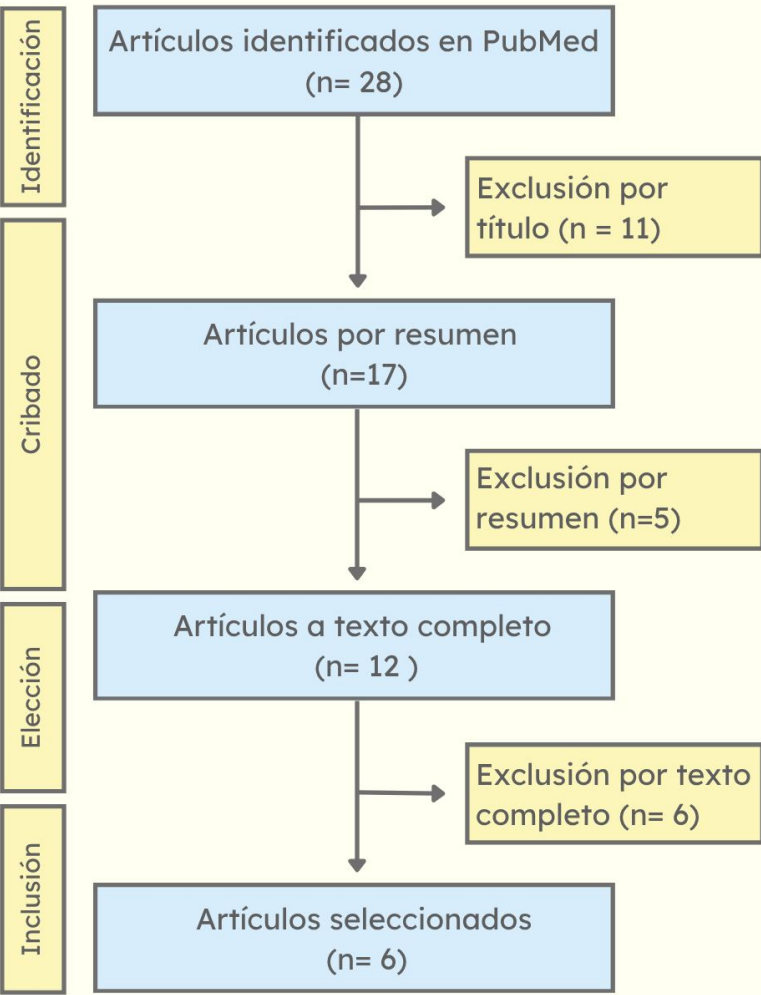 Identificación
Artículos identificados en PubMed
(n= 28)
Exclusión por
título (n = 11)
Cribado
Artículos por resumen
(n=17)
Exclusión por
resumen (n=5)
Elección
Artículos a texto completo
(n= 12 )
Exclusión por texto
completo (n= 6)
Inclusión
Artículos seleccionados
(n= 6)